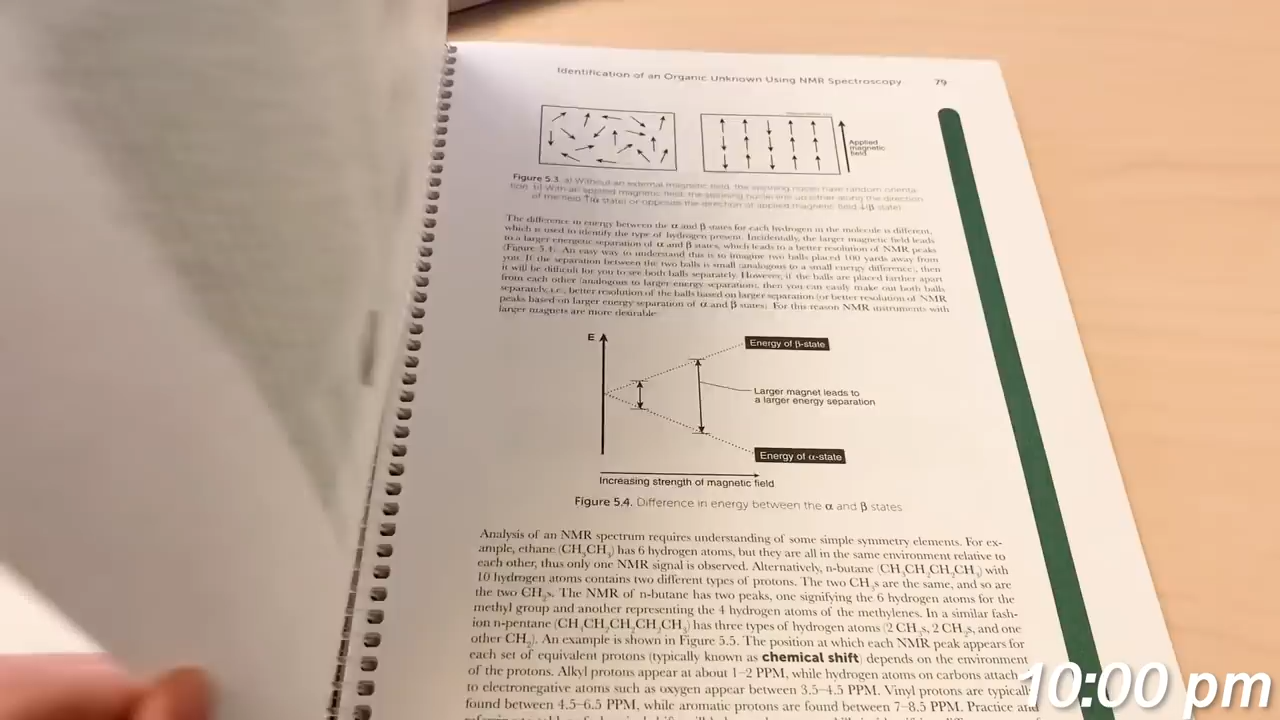 Identification of an Organic Unknown Using NMR Spectroscopy 79
Applied
magnetic
field
Figure 5.3. a) Without an external magnetic field, the spinning nuclei have random orienta-
tion. b) With an applied magnetic field, the spinning nuclei line up either along the direction
of the field ↑(α state) or opposite the direction of applied magnetic field ↓(β state).
The difference in energy between the α and β states for each hydrogen in the molecule is different,
which is used to identify the type of hydrogen present. Incidentally, the larger magnetic field leads
to a larger energetic separation of α and β states, which leads to a better resolution of NMR peaks
(Figure 5.4). An easy way to understand this is to imagine two balls placed 100 yards away from
you. If the separation between the two balls is small (analogous to a small energy difference), then
it will be difficult for you to see both balls separately. However, if the balls are placed farther apart
from each other (analogous to larger energy separation), then you can easily make out both balls
separately, i.e., better resolution of the balls based on larger separation (or better resolution of NMR
peaks based on larger energy separation of α and β states). For this reason NMR instruments with
larger magnets are more desirable.
E
Energy of β-state
Larger magnet leads to
a larger energy separation
Energy of α-state
Increasing strength of magnetic field
Figure 5.4. Difference in energy between the α and β states
Analysis of an NMR spectrum requires understanding of some simple symmetry elements. For ex-
ample, ethane (CH₃CH₃) has 6 hydrogen atoms, but they are all in the same environment relative to
each other, thus only one NMR signal is observed. Alternatively, n-butane (CH₃CH₂CH₂CH₃) with
10 hydrogen atoms contains two different types of protons. The two CH₃s are the same, and so are
the two CH₂s. The NMR of n-butane has two peaks, one signifying the 6 hydrogen atoms for the
methyl group and another representing the 4 hydrogen atoms of the methylenes. In a similar fash-
ion n-pentane (CH₃CH₂CH₂CH₂CH₃) has three types of hydrogen atoms (2 CH₃s, 2 CH₂s, and one
other CH₂). An example is shown in Figure 5.5. The position at which each NMR peak appears for
each set of equivalent protons (typically known as chemical shift) depends on the environment
of the protons. Alkyl protons appear at about 1–2 PPM, while hydrogen atoms on carbons attach
to electronegative atoms such as oxygen appear between 3.5–4.5 PPM. Vinyl protons are typically
found between 4.5–6.5 PPM, while aromatic protons are found between 7–8.5 PPM. Practice and
10:00 pm